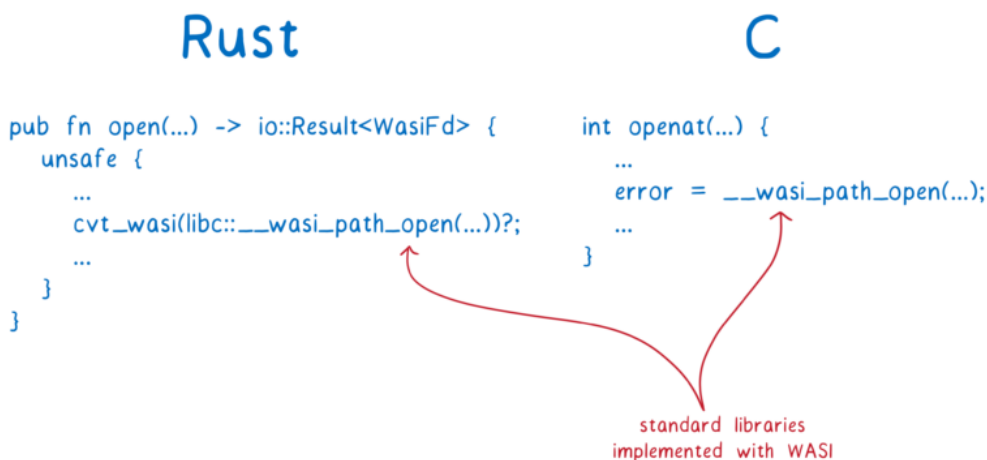 Rust
pub fn open(...) -> io::Result<WasiFd> {
unsafe {
...
cvt_wasi(libc::__wasi_path_open(...))?;
...
}
}
C
int openat(...) {
...
error = __wasi_path_open(...);
...
}
standard libraries
implemented with WASI